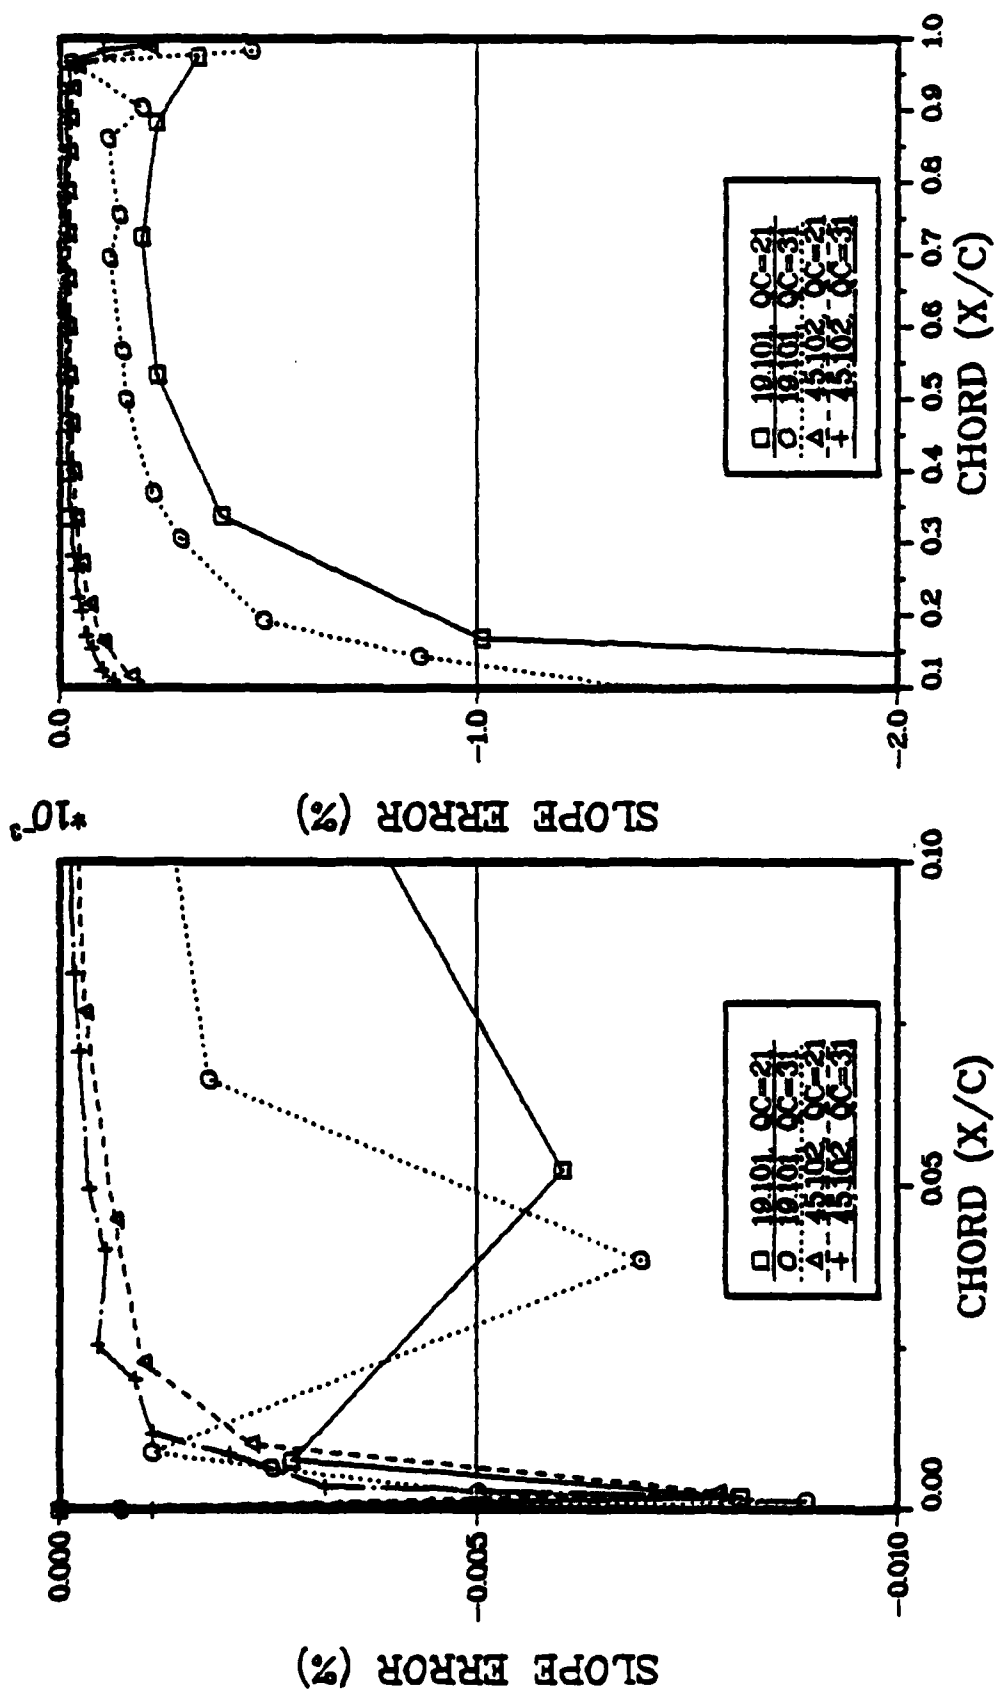 SLOPE ERROR (%)
0.000
-0.005
-0.010
0.00
0.05
0.10
CHORD (X/C)
19.101 QC=21
19.101 QC=31
45.102 QC=21
45.102 QC=31
*10⁻³
SLOPE ERROR (%)
0.0
-1.0
-2.0
0.1
0.2
0.3
0.4
0.5
0.6
0.7
0.8
0.9
1.0
CHORD (X/C)
19.101 QC=21
19.101 QC=31
45.102 QC=21
45.102 QC=31